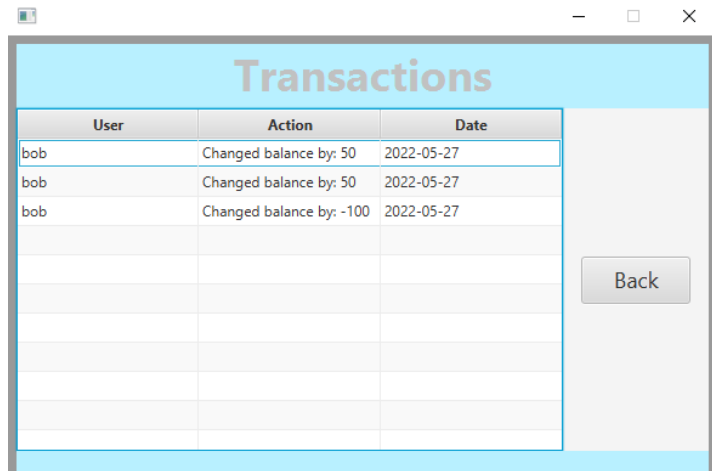 Transactions
User Action Date
bob Changed balance by: 50 2022-05-27
bob Changed balance by: 50 2022-05-27
bob Changed balance by: -100 2022-05-27
Back